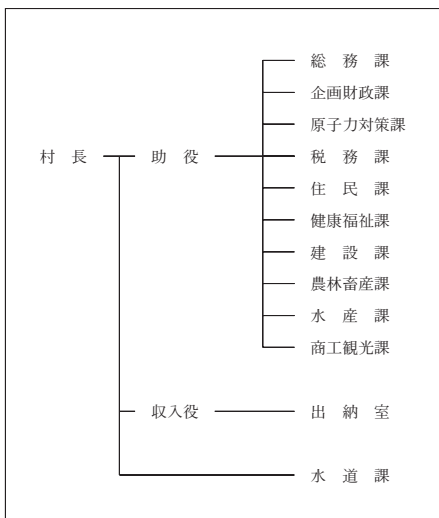 総務課
企画財政課
原子力対策課
村長 助役 税務課
住民課
健康福祉課
建設課
農林畜産課
水産課
商工観光課
収入役 出納室
水道課